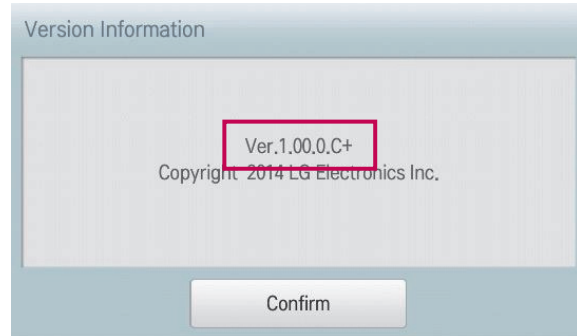 Version Information
Ver.1.00.0.C+
Copyright 2014 LG Electronics Inc.
Confirm